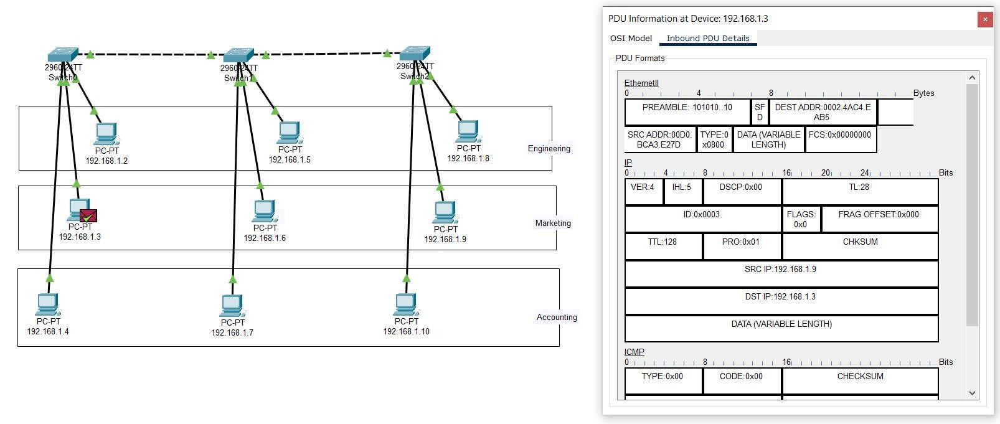 2960-24TT
Switch0
2960-24TT
Switch1
2960-24TT
Switch2
PC-PT
192.168.1.2
PC-PT
192.168.1.5
PC-PT
192.168.1.8
Engineering
PC-PT
192.168.1.3
PC-PT
192.168.1.6
PC-PT
192.168.1.9
Marketing
PC-PT
192.168.1.4
PC-PT
192.168.1.7
PC-PT
192.168.1.10
Accounting
PDU Information at Device: 192.168.1.3
OSI Model Inbound PDU Details
PDU Formats
EthernetII
0 4 8 Bytes
PREAMBLE: 101010..10
SF
D
DEST ADDR:0002.4AC4.E
AB5
SRC ADDR:00D0.
BCA3.E27D
TYPE:0
x0800
DATA (VARIABLE
LENGTH)
FCS:0x00000000
IP
0 4 8 16 20 24 Bits
VER:4 IHL:5 DSCP:0x00 TL:28
ID:0x0003
FLAGS:
0x0
FRAG OFFSET:0x000
TTL:128 PRO:0x01 CHKSUM
SRC IP:192.168.1.9
DST IP:192.168.1.3
DATA (VARIABLE LENGTH)
ICMP
0 8 16 Bits
TYPE:0x00 CODE:0x00 CHECKSUM